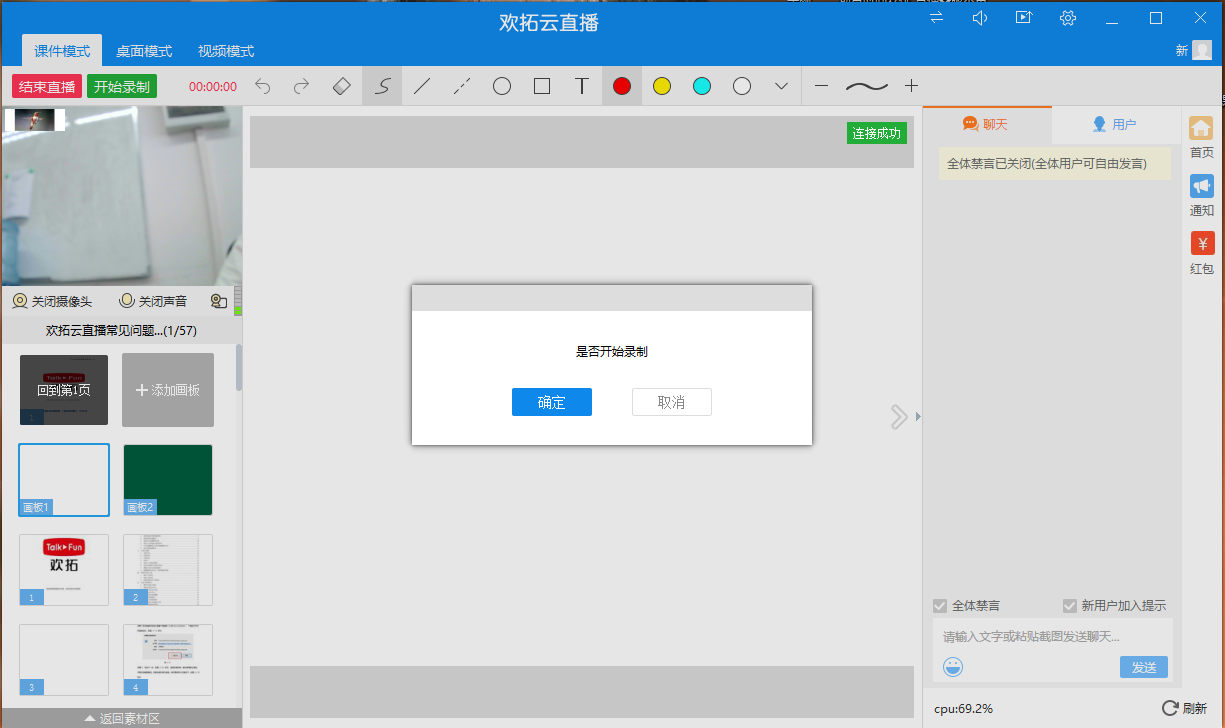 欢拓云直播
课件模式
桌面模式
视频模式
新
结束直播
开始录制
00:00:00
T
连接成功
聊天
用户
全体禁言已关闭(全体用户可自由发言)
首页
通知
¥
红包
关闭摄像头
关闭声音
欢拓云直播常见问题...(1/57)
回到第1页
添加画板
1
画板1
画板2
Talk Fun
欢拓
1
2
3
4
返回素材区
是否开始录制
确定
取消
全体禁言
新用户加入提示
请输入文字或粘贴截图发送聊天...
发送
cpu:69.2%
刷新